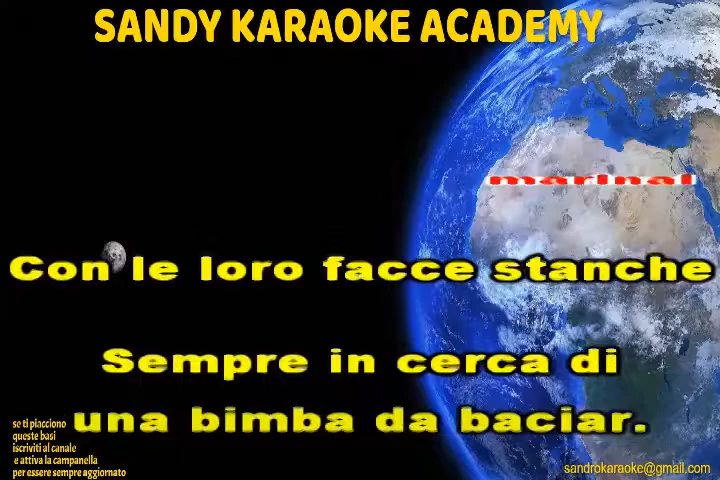 SANDY KARAOKE ACADEMY
marinai
Con le loro facce stanche
Sempre in cerca di
una bimba da baciar.
se ti piacciono
queste basi
iscriviti al canale
e attiva la campanella
per essere sempre aggiornato
sandrokaraoke@gmail.com